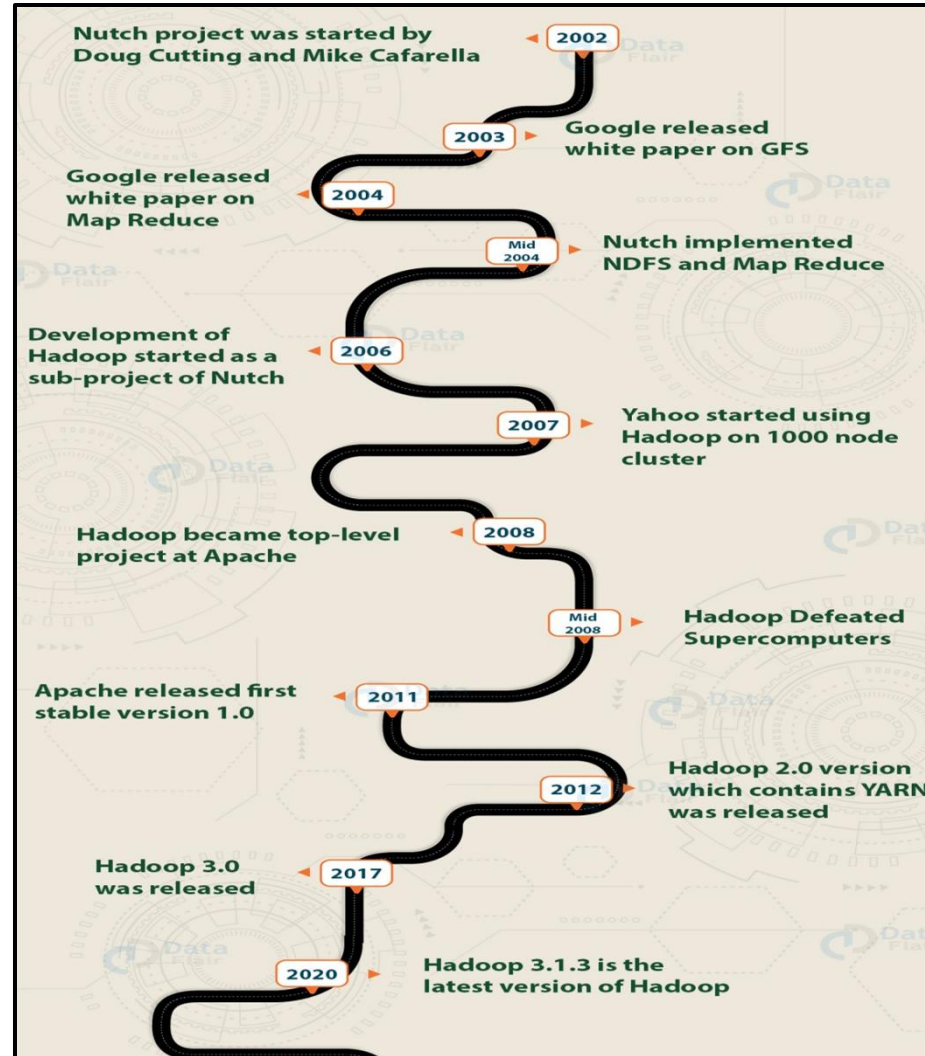 Nutch project was started by
Doug Cutting and Mike Cafarella
2002
2003
Google released
white paper on GFS
Google released
white paper on
Map Reduce
2004
Mid
2004
Nutch implemented
NDFS and Map Reduce
Development of
Hadoop started as a
sub-project of Nutch
2006
2007
Yahoo started using
Hadoop on 1000 node
cluster
Hadoop became top-level
project at Apache
2008
Mid
2008
Hadoop Defeated
Supercomputers
Apache released first
stable version 1.0
2011
2012
Hadoop 2.0 version
which contains YARN
was released
Hadoop 3.0
was released
2017
2020
Hadoop 3.1.3 is the
latest version of Hadoop
Data
Flair